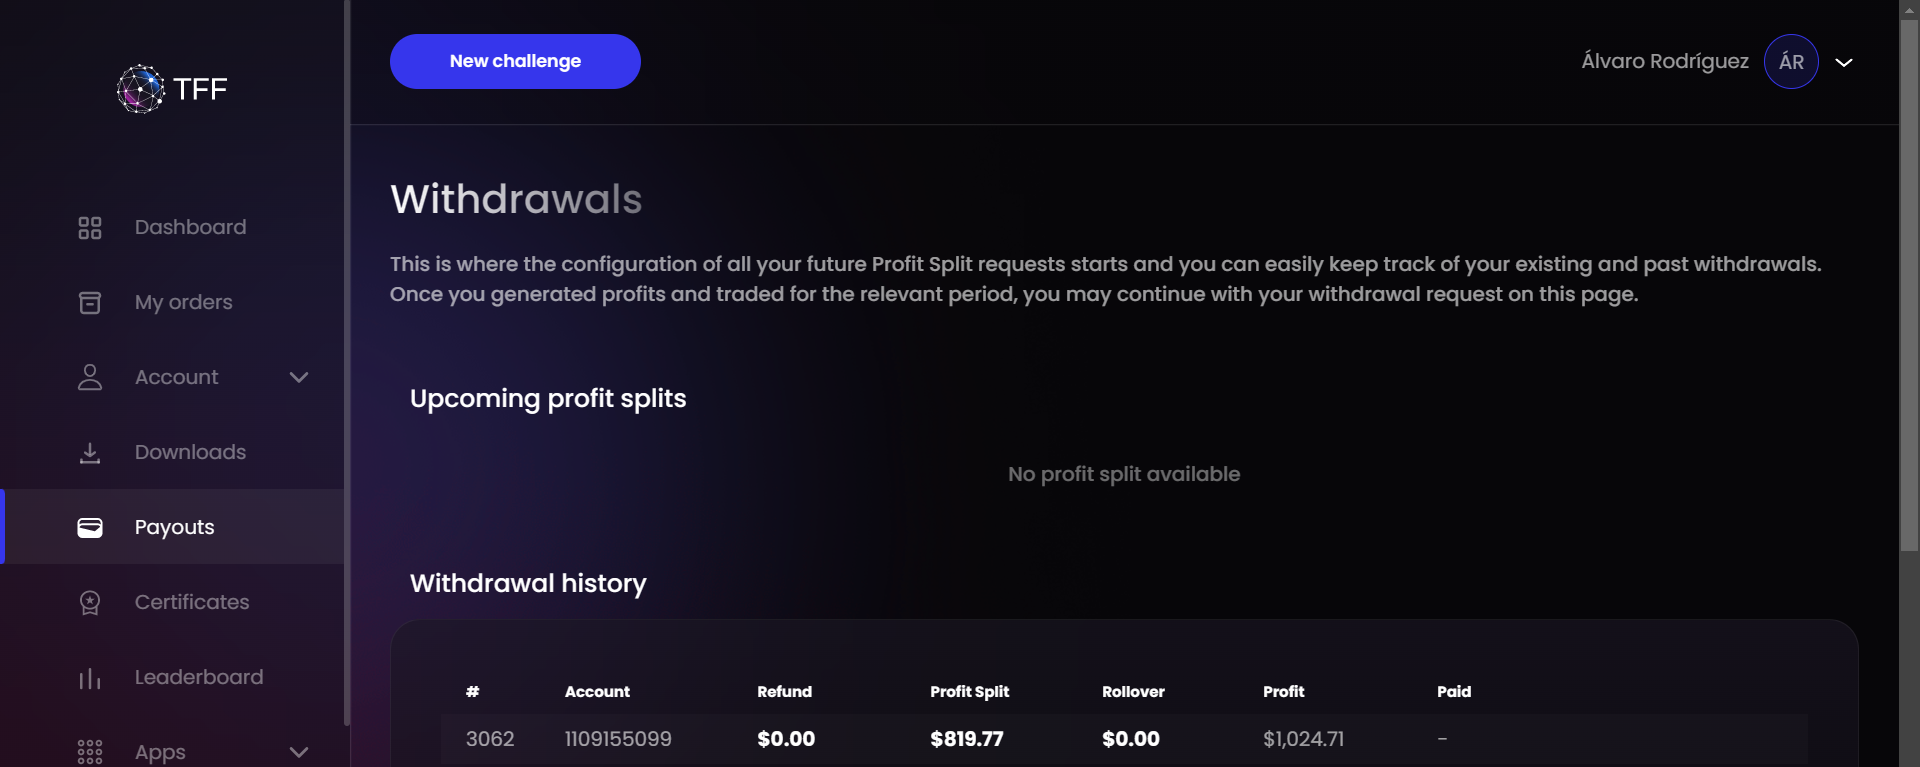 TFF
Dashboard
My orders
Account
Downloads
Payouts
Certificates
Leaderboard
Apps
New challenge
Álvaro Rodríguez
ÁR
Withdrawals
This is where the configuration of all your future Profit Split requests starts and you can easily keep track of your existing and past withdrawals.
Once you generated profits and traded for the relevant period, you may continue with your withdrawal request on this page.
Upcoming profit splits
No profit split available
Withdrawal history
# Account Refund Profit Split Rollover Profit Paid
3062 1109155099 $0.00 $819.77 $0.00 $1,024.71 -